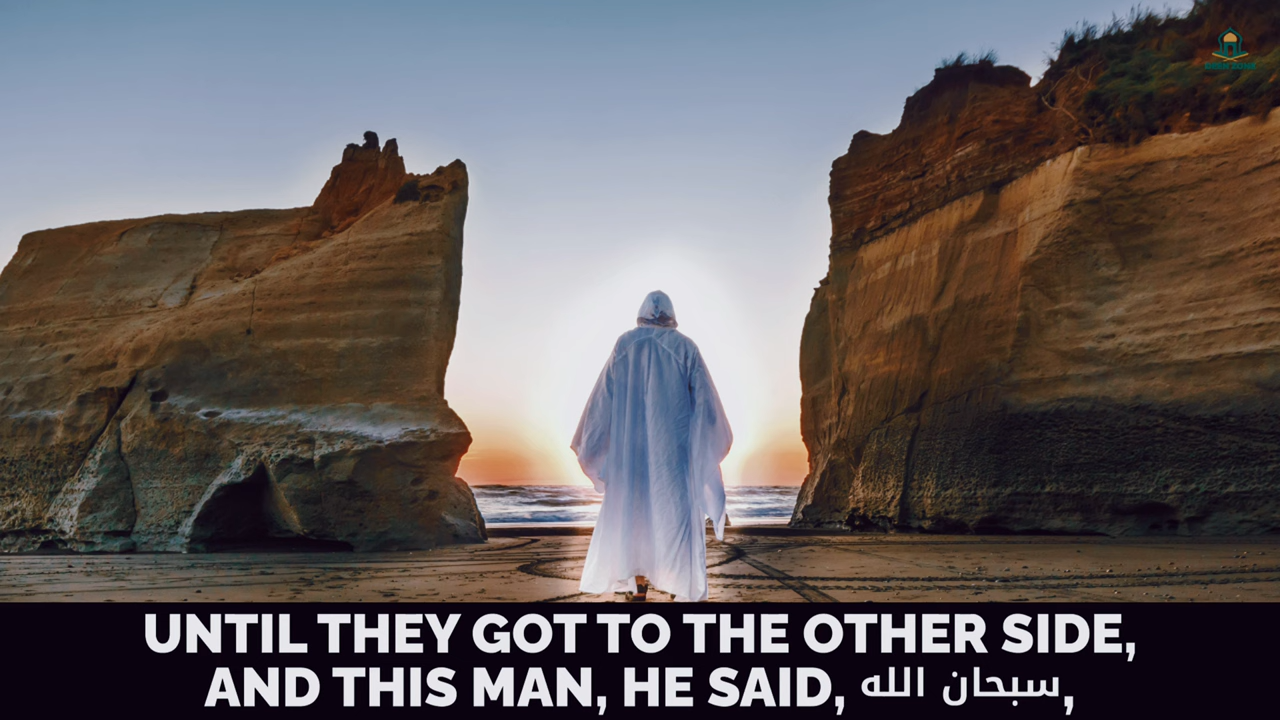 UNTIL THEY GOT TO THE OTHER SIDE,
AND THIS MAN, HE SAID, سبحان الله,